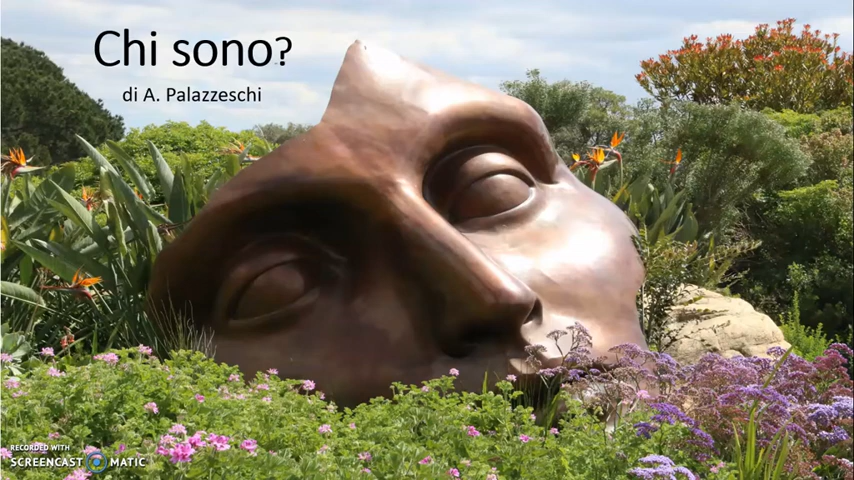 Chi sono?
di A. Palazzeschi
RECORDED WITH
SCREENCAST MATIC